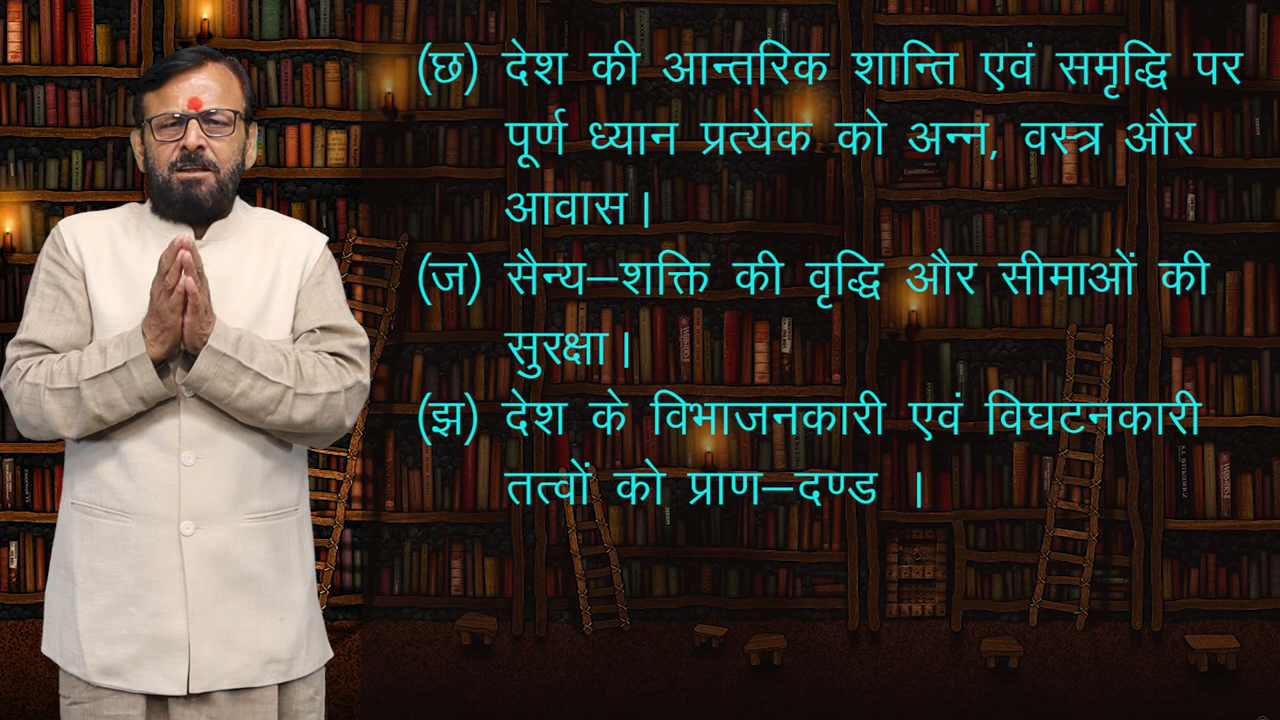 (छ) देश की आन्तरिक शान्ति एवं समृद्धि पर
पूर्ण ध्यान प्रत्येक को अन्न, वस्त्र और
आवास।
(ज) सैन्य–शक्ति की वृद्धि और सीमाओं की
सुरक्षा।
(झ) देश के विभाजनकारी एवं विघटनकारी
तत्वों को प्राण–दण्ड ।